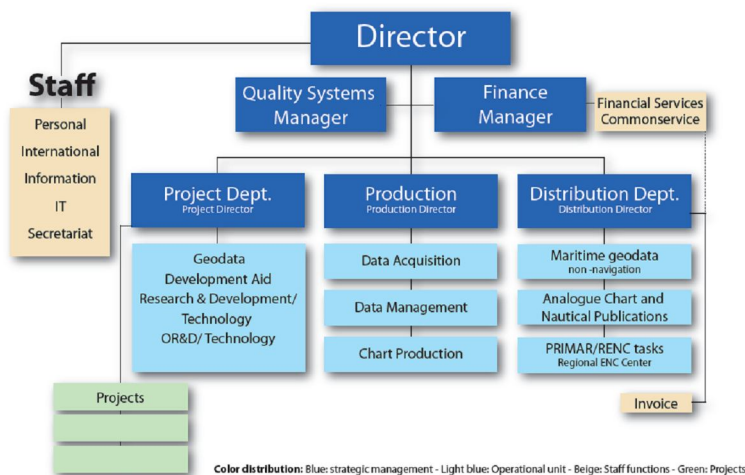 Director
Staff
Personal
International
Information
IT
Secretariat
Quality Systems
Manager
Finance
Manager
Financial Services
Commonservice
Project Dept.
Project Director
Production
Production Director
Distribution Dept.
Distribution Director
Geodata
Development Aid
Research & Development/
Technology
OR&D/ Technology
Data Acquisition
Data Management
Chart Production
Maritime geodata
non -navigation
Analogue Chart and
Nautical Publications
PRIMAR/RENC tasks
Regional ENC Center
Projects
Invoice
Color distribution: Blue: strategic management - Light blue: Operational unit - Beige: Staff functions - Green: Projects